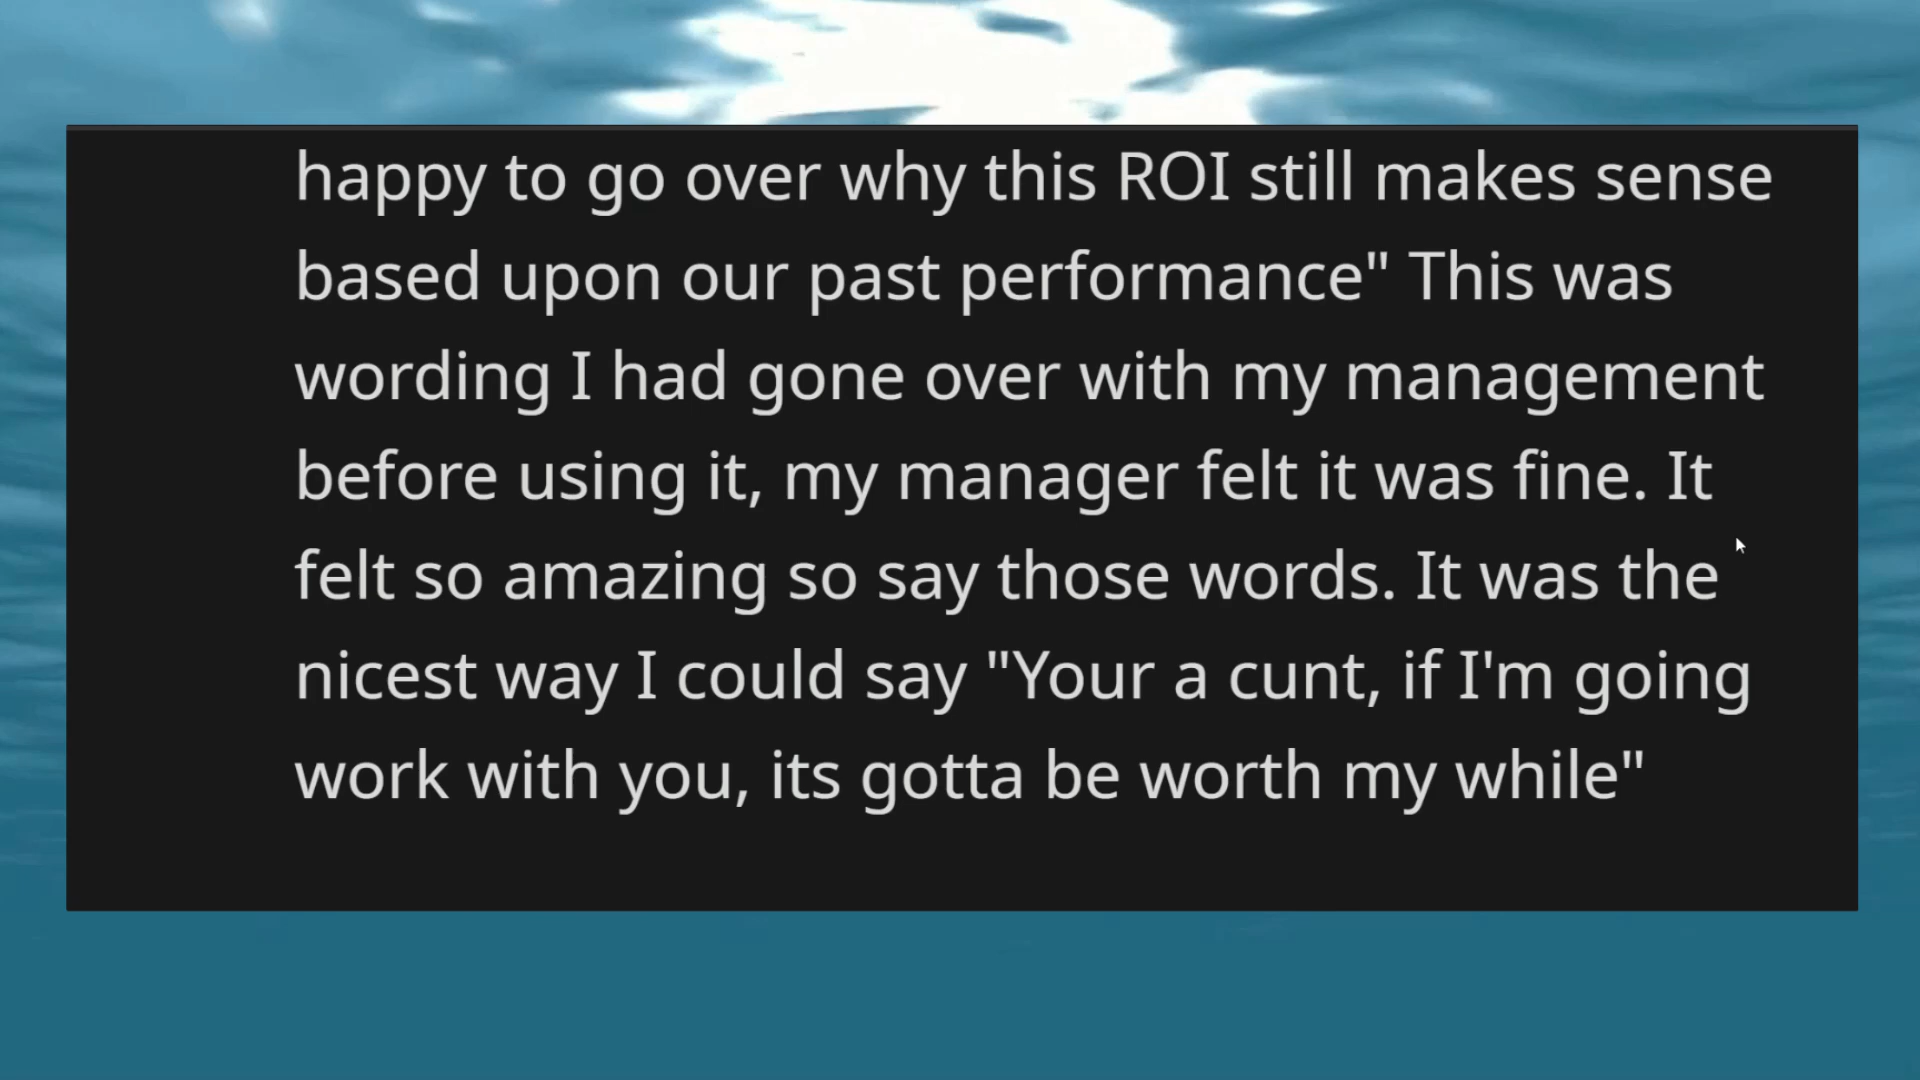 happy to go over why this ROI still makes sense
based upon our past performance" This was
wording I had gone over with my management
before using it, my manager felt it was fine. It
felt so amazing so say those words. It was the
nicest way I could say "Your a cunt, if I'm going
work with you, its gotta be worth my while"